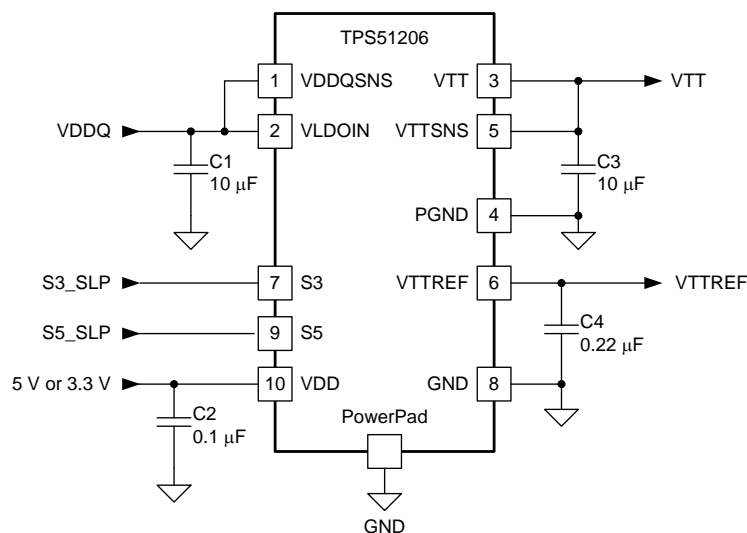 TPS51206
1 VDDQSNS VTT 3 VTT
VDDQ 2 VLDOIN VTTSNS 5
C1
10 μF
C3
10 μF
PGND 4
S3_SLP 7 S3 VTTREF 6 VTTREF
S5_SLP 9 S5
C4
0.22 μF
5 V or 3.3 V 10 VDD GND 8
C2
0.1 μF
PowerPad
GND